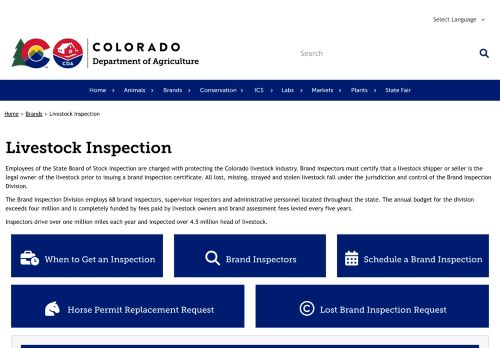 Select Language
COLORADO
Department of Agriculture
CDA
Search
Home Animals Brands Conservation ICS Labs Markets Plants State Fair
Home › Brands › Livestock Inspection
Livestock Inspection
Employees of the State Board of Stock Inspection are charged with protecting the Colorado livestock industry. Brand inspectors must certify that a livestock shipper or seller is the
legal owner of the livestock prior to issuing a brand inspection certificate. All lost, missing, strayed and stolen livestock fall under the jurisdiction and control of the Brand Inspection
Division.
The Brand Inspection Division employs 68 brand inspectors, supervisor inspectors and administrative personnel located throughout the state. The annual budget for the division
exceeds four million and is completely funded by fees paid by livestock owners and brand assessment fees levied every five years.
Inspectors drive over one million miles each year and inspected over 4.5 million head of livestock.
When to Get an Inspection
Brand Inspectors
Schedule a Brand Inspection
Horse Permit Replacement Request
Lost Brand Inspection Request